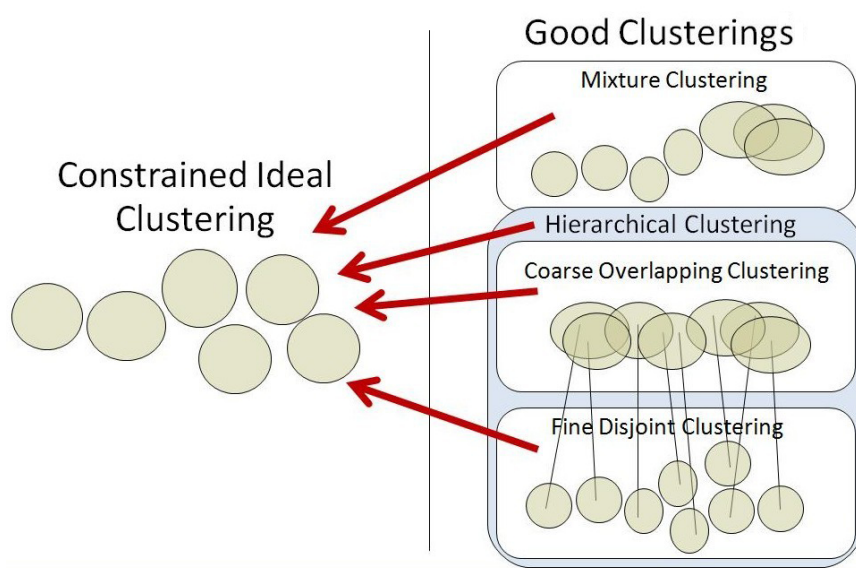 Constrained Ideal
Clustering
Good Clusterings
Mixture Clustering
Hierarchical Clustering
Coarse Overlapping Clustering
Fine Disjoint Clustering